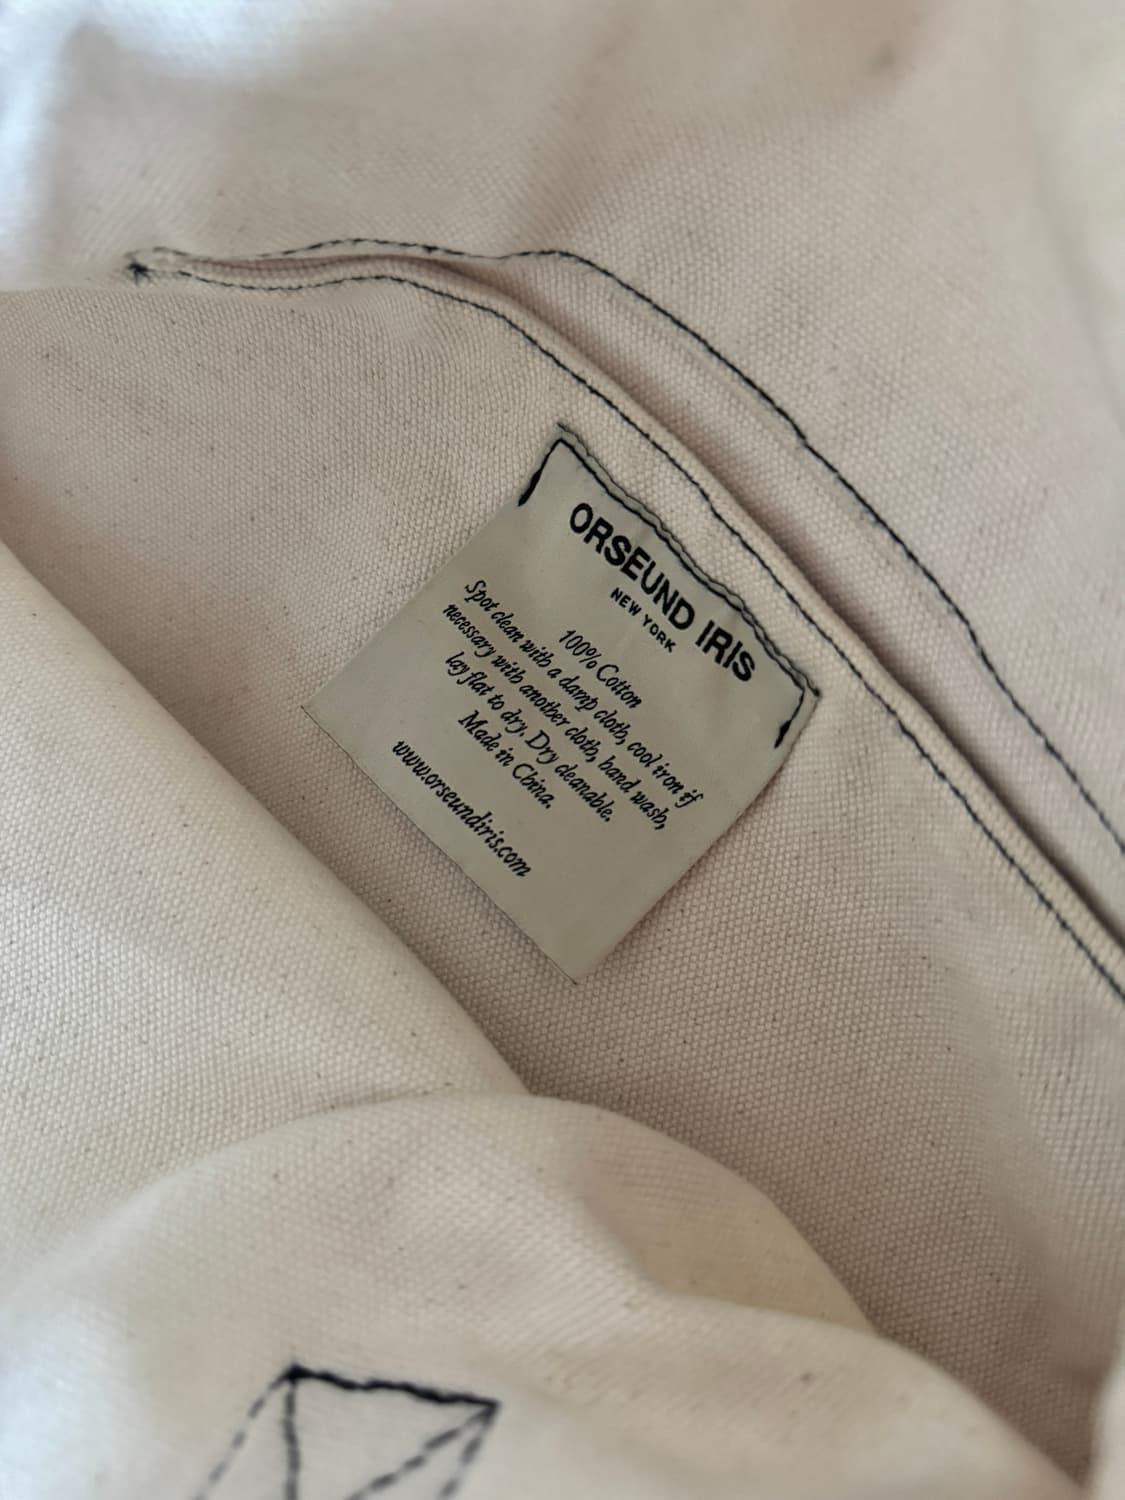 ORSEUND IRIS
NEW YORK
100% Cotton
Spot clean with a damp cloth, cool iron if
necessary with another cloth, hand wash,
lay flat to dry. Dry cleanable.
Made in China.
www.orseundiris.com